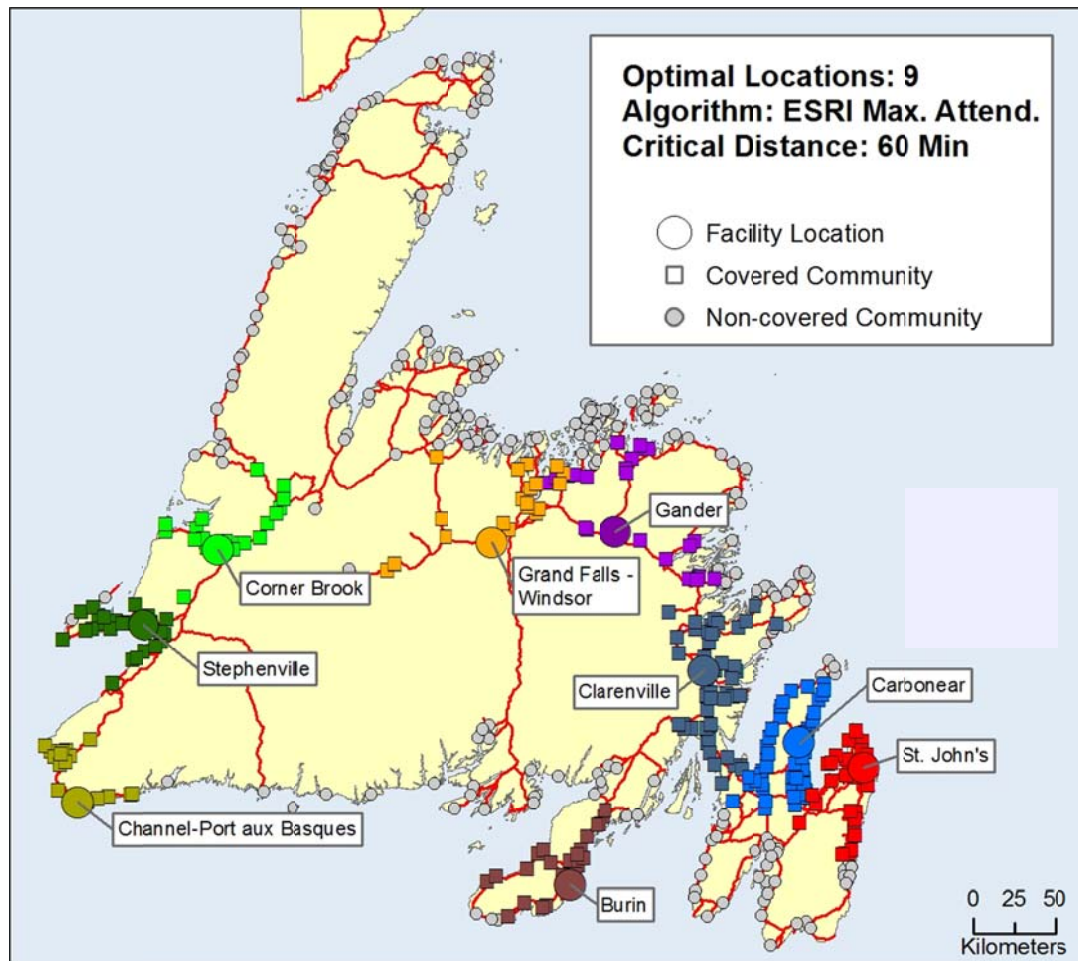 Optimal Locations: 9
Algorithm: ESRI Max. Attend.
Critical Distance: 60 Min
Facility Location
Covered Community
Non-covered Community
Gander
Corner Brook
Grand Falls -
Windsor
Stephenville
Clarenville
Carbonear
St. John's
Channel-Port aux Basques
Burin
0 25 50
Kilometers